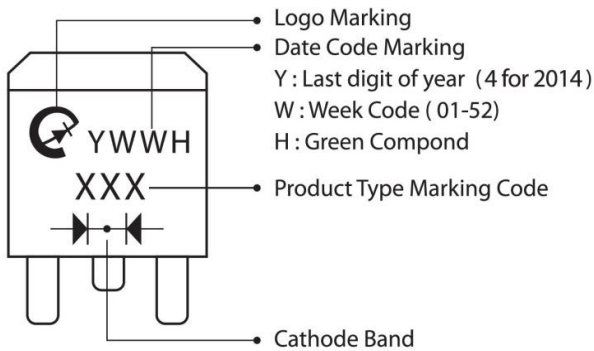 Logo Marking
Date Code Marking
Y : Last digit of year ( 4 for 2014 )
W : Week Code ( 01-52)
H : Green Compond
YWWH
XXX
Product Type Marking Code
Cathode Band